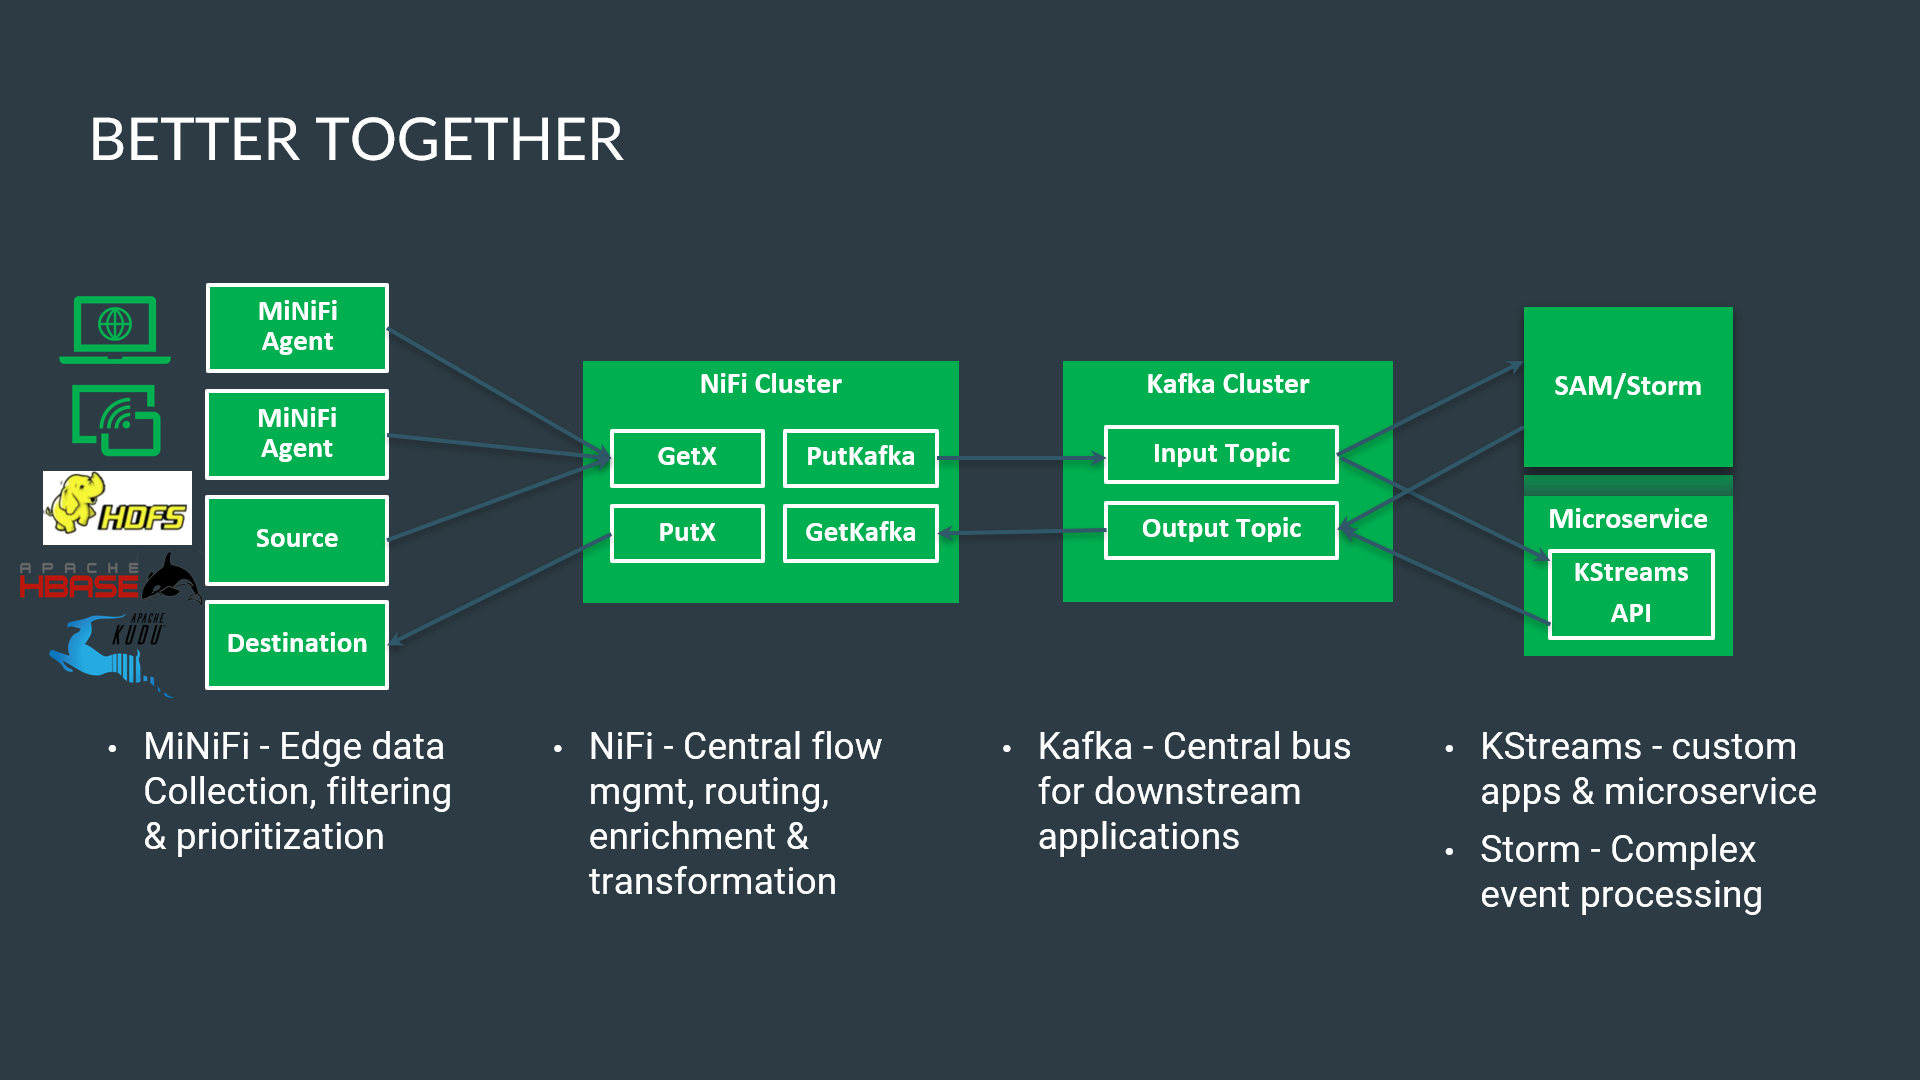 BETTER TOGETHER
MiNiFi
Agent
MiNiFi
Agent
HDFS
Source
APACHE
HBASE
APACHE
KUDU
Destination
NiFi Cluster
GetX
PutKafka
PutX
GetKafka
Kafka Cluster
Input Topic
Output Topic
SAM/Storm
Microservice
KStreams
API
• MiNiFi - Edge data
Collection, filtering
& prioritization
• NiFi - Central flow
mgmt, routing,
enrichment &
transformation
• Kafka - Central bus
for downstream
applications
• KStreams - custom
apps & microservice
• Storm - Complex
event processing